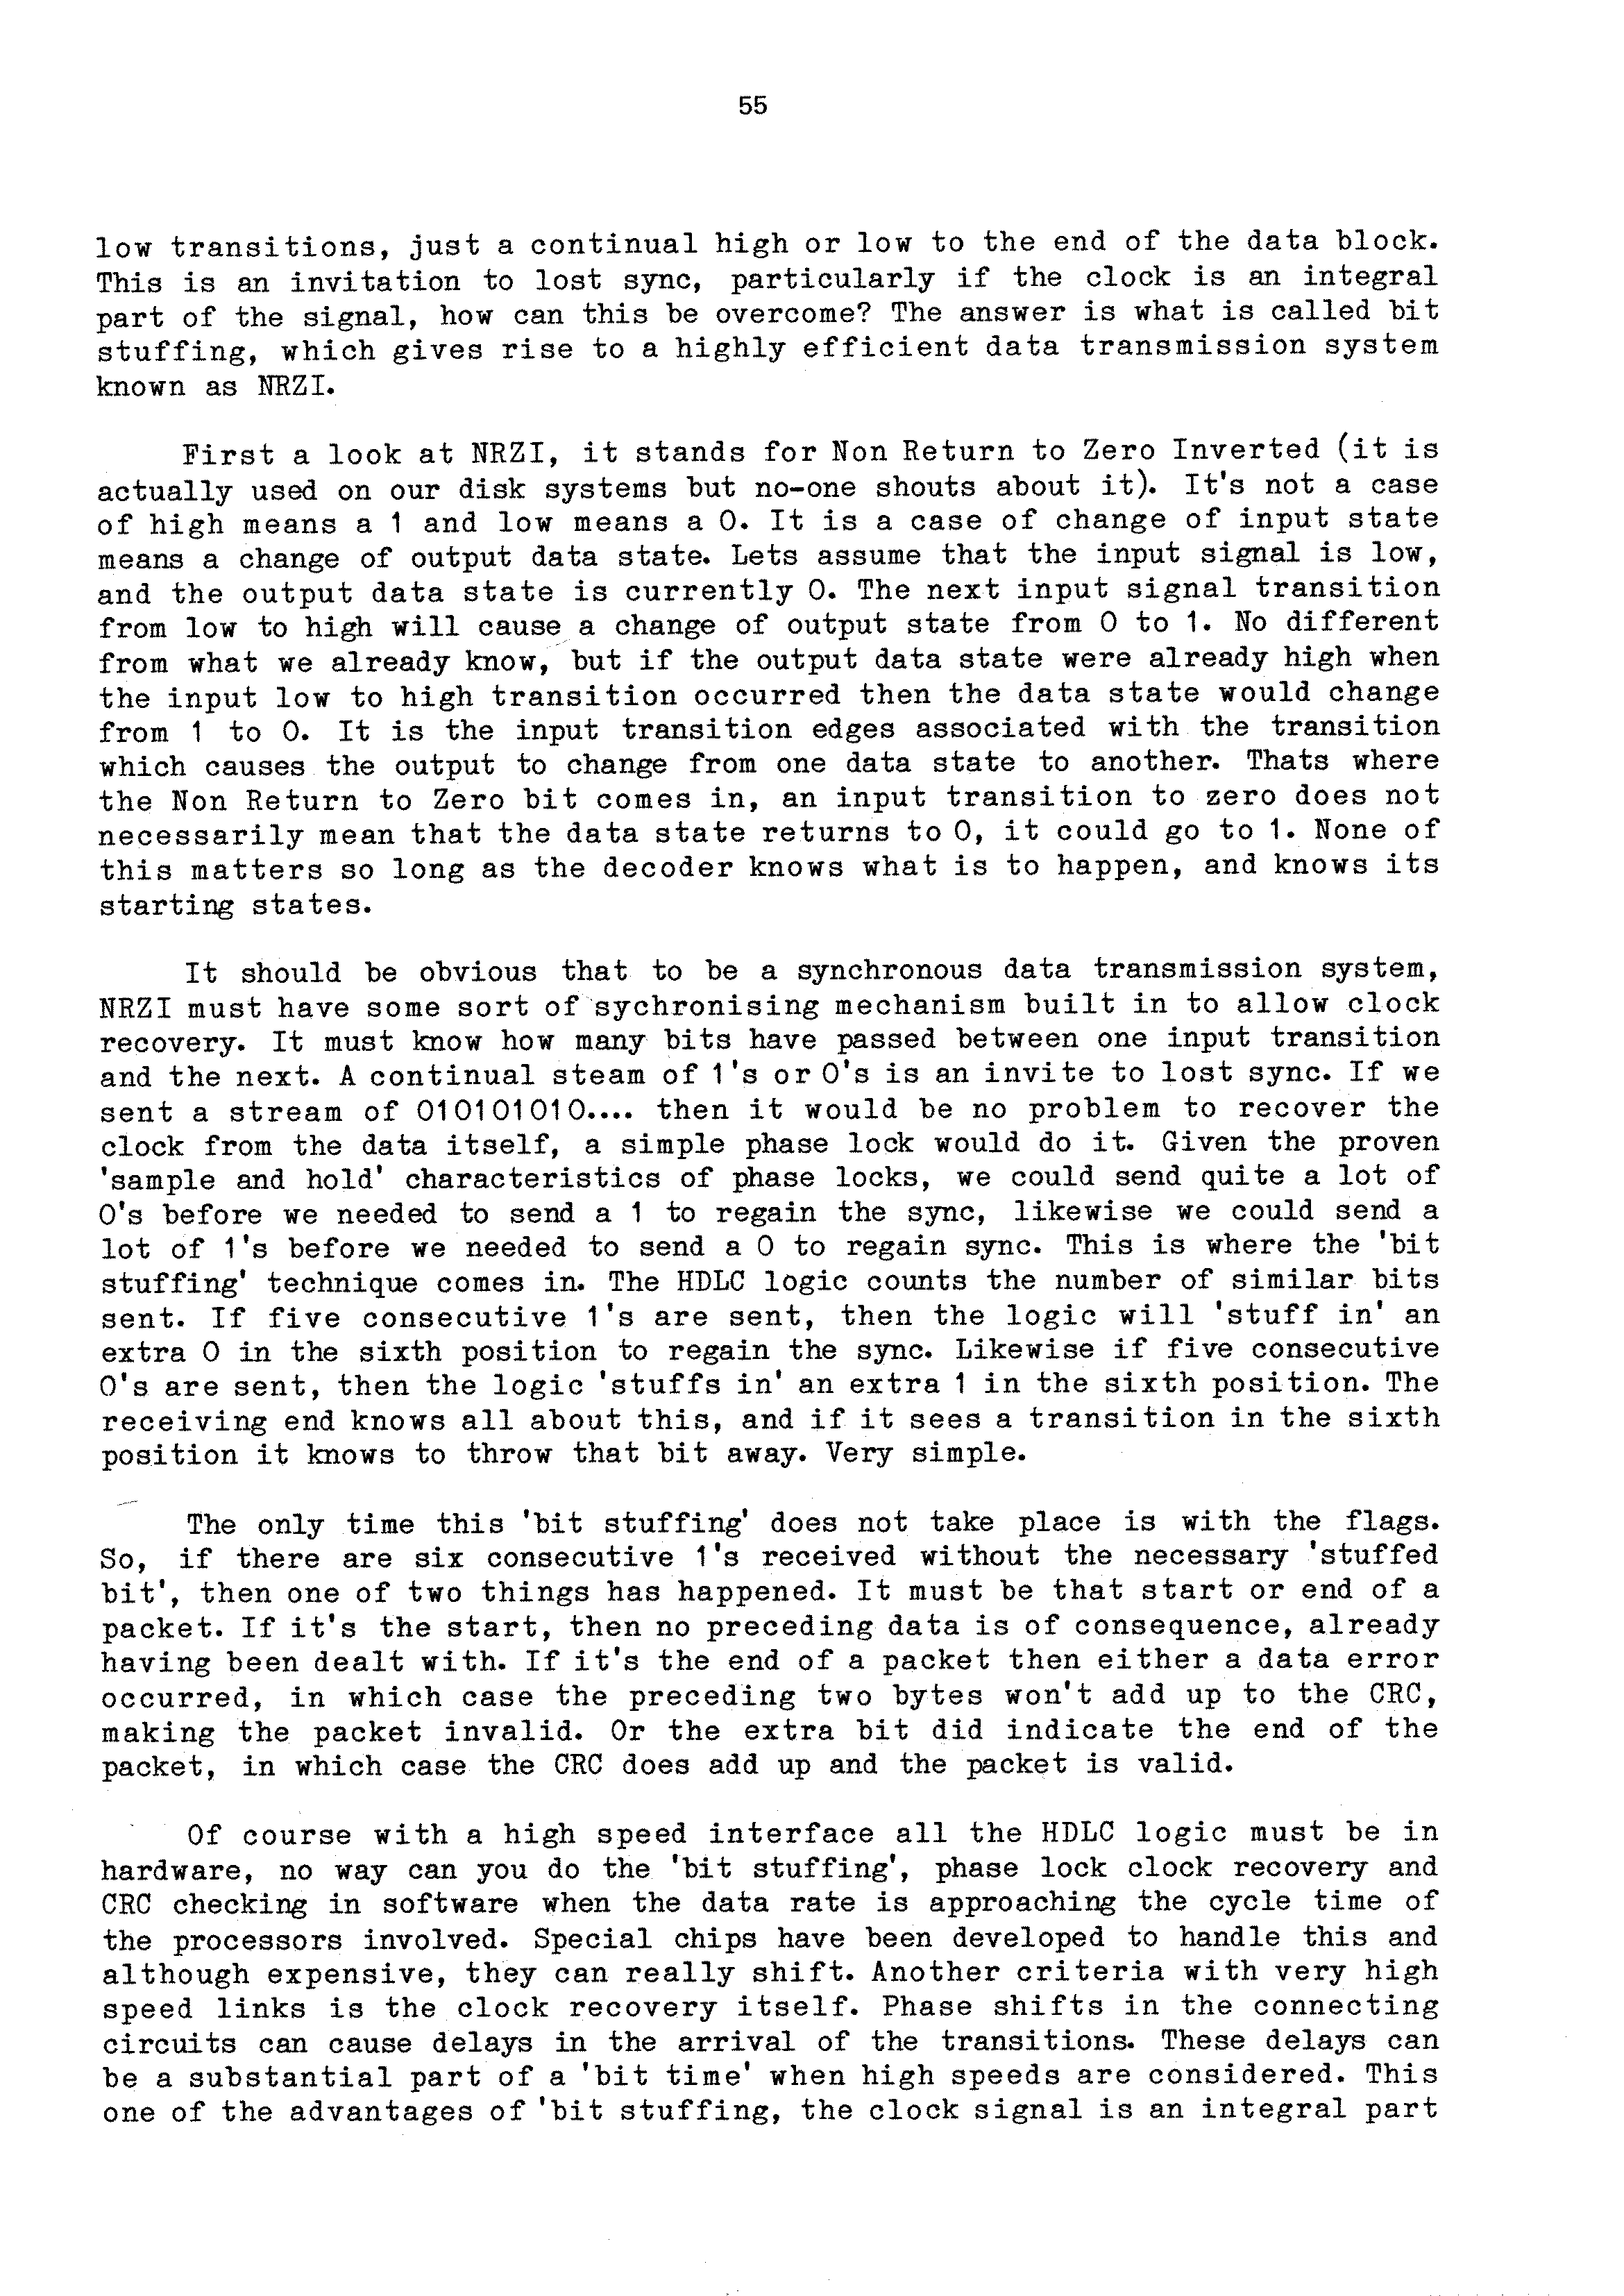 55
low transitions, just a continual high or low to the end of the data block.
This is an invitation to lost sync, particularly if the clock is an integral
part of the signal, how can this be overcome? The answer is what is called bit
stuffing, which gives rise to a highly efficient data transmission system
known as NRZI.
First a look at NRZI, it stands for Non Return to Zero Inverted (it is
actually used on our disk systems but no-one shouts about it). It's not a case
of high means a 1 and low means a 0. It is a case of change of input state
means a change of output data state. Lets assume that the input signal is low,
and the output data state is currently 0. The next input signal transition
from low to high will cause a change of output state from 0 to 1. No different
from what we already know, but if the output data state were already high when
the input low to high transition occurred then the data state would change
from 1 to 0. It is the input transition edges associated with the transition
which causes the output to change from one data state to another. Thats where
the Non Return to Zero bit comes in, an input transition to zero does not
necessarily mean that the data state returns to 0, it could go to 1. None of
this matters so long as the decoder knows what is to happen, and knows its
starting states.
It should be obvious that to be a synchronous data transmission system,
NRZI must have some sort of sychronising mechanism built in to allow clock
recovery. It must know how many bits have passed between one input transition
and the next. A continual steam of 1's or 0's is an invite to lost sync. If we
sent a stream of 010101010.... then it would be no problem to recover the
clock from the data itself, a simple phase lock would do it. Given the proven
'sample and hold' characteristics of phase locks, we could send quite a lot of
0's before we needed to send a 1 to regain the sync, likewise we could send a
lot of 1's before we needed to send a 0 to regain sync. This is where the 'bit
stuffing' technique comes in. The HDLC logic counts the number of similar bits
sent. If five consecutive 1's are sent, then the logic will 'stuff in' an
extra 0 in the sixth position to regain the sync. Likewise if five consecutive
0's are sent, then the logic 'stuffs in' an extra 1 in the sixth position. The
receiving end knows all about this, and if it sees a transition in the sixth
position it knows to throw that bit away. Very simple.
The only time this 'bit stuffing' does not take place is with the flags.
So, if there are six consecutive 1's received without the necessary 'stuffed
bit', then one of two things has happened. It must be that start or end of a
packet. If it's the start, then no preceding data is of consequence, already
having been dealt with. If it's the end of a packet then either a data error
occurred, in which case the preceding two bytes won't add up to the CRC,
making the packet invalid. Or the extra bit did indicate the end of the
packet, in which case the CRC does add up and the packet is valid.
Of course with a high speed interface all the HDLC logic must be in
hardware, no way can you do the 'bit stuffing', phase lock clock recovery and
CRC checking in software when the data rate is approaching the cycle time of
the processors involved. Special chips have been developed to handle this and
although expensive, they can really shift. Another criteria with very high
speed links is the clock recovery itself. Phase shifts in the connecting
circuits can cause delays in the arrival of the transitions. These delays can
be a substantial part of a 'bit time' when high speeds are considered. This
one of the advantages of 'bit stuffing, the clock signal is an integral part